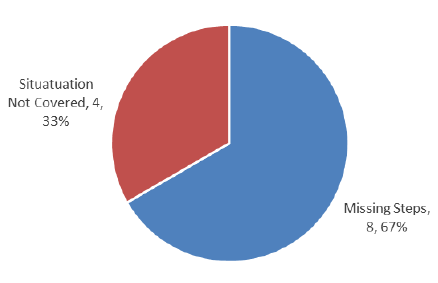 Situatuation
Not Covered, 4,
33%
Missing Steps,
8, 67%